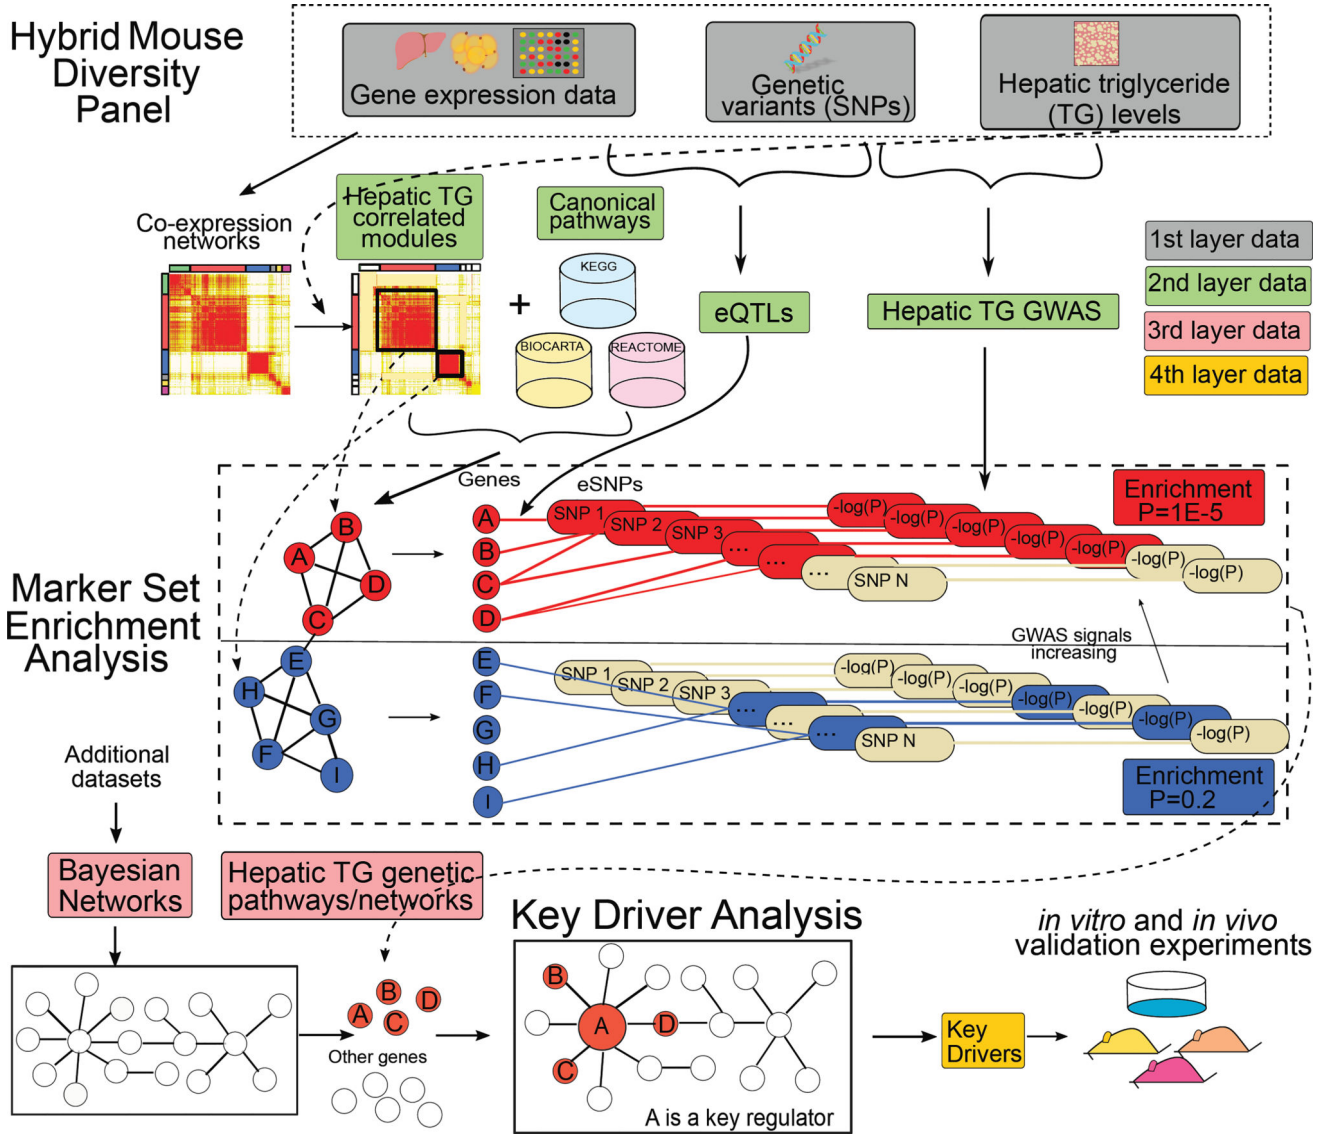 Hybrid Mouse
Diversity
Panel
Gene expression data
Genetic
variants (SNPs)
Hepatic triglyceride
(TG) levels
Co-expression
networks
Hepatic TG
correlated
modules
Canonical
pathways
KEGG
BIOCARTA
REACTOME
+
eQTLs
Hepatic TG GWAS
1st layer data
2nd layer data
3rd layer data
4th layer data
Marker Set
Enrichment
Analysis
Genes
eSNPs
B
A
D
C
E
H
G
F
I
A
B
C
D
SNP 1
SNP 2
SNP 3
...
...
...
SNP N
-log(P)
-log(P)
-log(P)
-log(P)
-log(P)
-log(P)
-log(P)
Enrichment
P=1E-5
GWAS signals
increasing
E
F
G
H
I
SNP 1
SNP 2
SNP 3
...
...
...
SNP N
-log(P)
-log(P)
-log(P)
-log(P)
-log(P)
-log(P)
-log(P)
Enrichment
P=0.2
Additional
datasets
Bayesian
Networks
Hepatic TG genetic
pathways/networks
A
B
C
D
Other genes
Key Driver Analysis
B
A
D
C
A is a key regulator
Key
Drivers
in vitro and in vivo
validation experiments